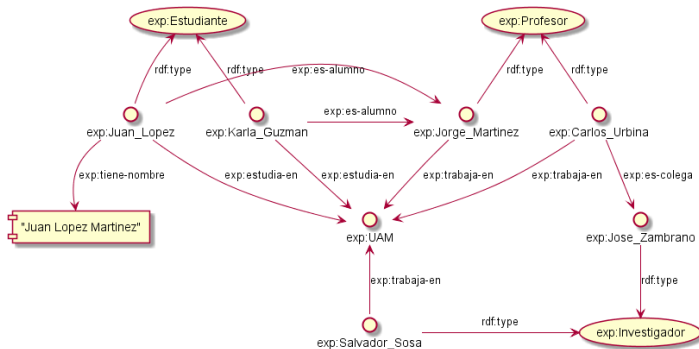 exp:Estudiante
exp:Profesor
rdf:type
rdf:type
exp:es-alumno
rdf:type
rdf:type
exp:es-alumno
exp:Juan_Lopez
exp:Karla_Guzman
exp:Jorge_Martinez
exp:Carlos_Urbina
exp:tiene-nombre
exp:estudia-en
exp:estudia-en
exp:trabaja-en
exp:trabaja-en
exp:es-colega
"Juan Lopez Martinez"
exp:UAM
exp:Jose_Zambrano
exp:trabaja-en
rdf:type
rdf:type
exp:Salvador_Sosa
exp:Investigador